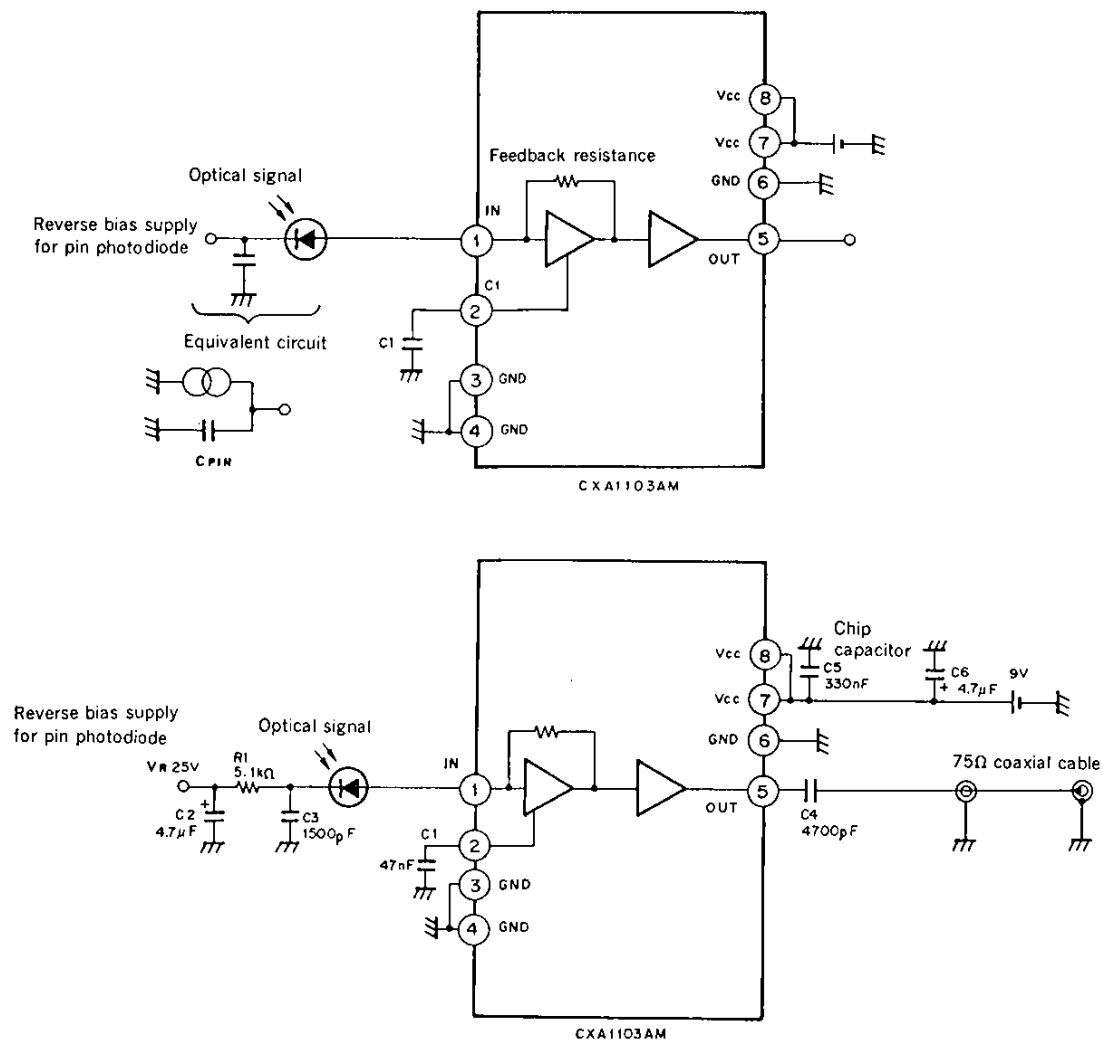 Vcc 8
Vcc 7
GND 6
OUT 5
Feedback resistance
Optical signal
Reverse bias supply
for pin photodiode
IN
1
C1
2
C1
Equivalent circuit
3 GND
4 GND
CPIN
CXA1103AM
Vcc 8
Vcc 7
GND 6
OUT 5
Chip
capacitor
C5
330nF
C6
+ 4.7μF
9V
Reverse bias supply
for pin photodiode
Optical signal
VR 25V
R1
5.1kΩ
IN
1
75Ω coaxial cable
+
C2
4.7μF
C3
1500pF
C4
4700pF
C1
47nF
2
3 GND
4 GND
CXA1103AM